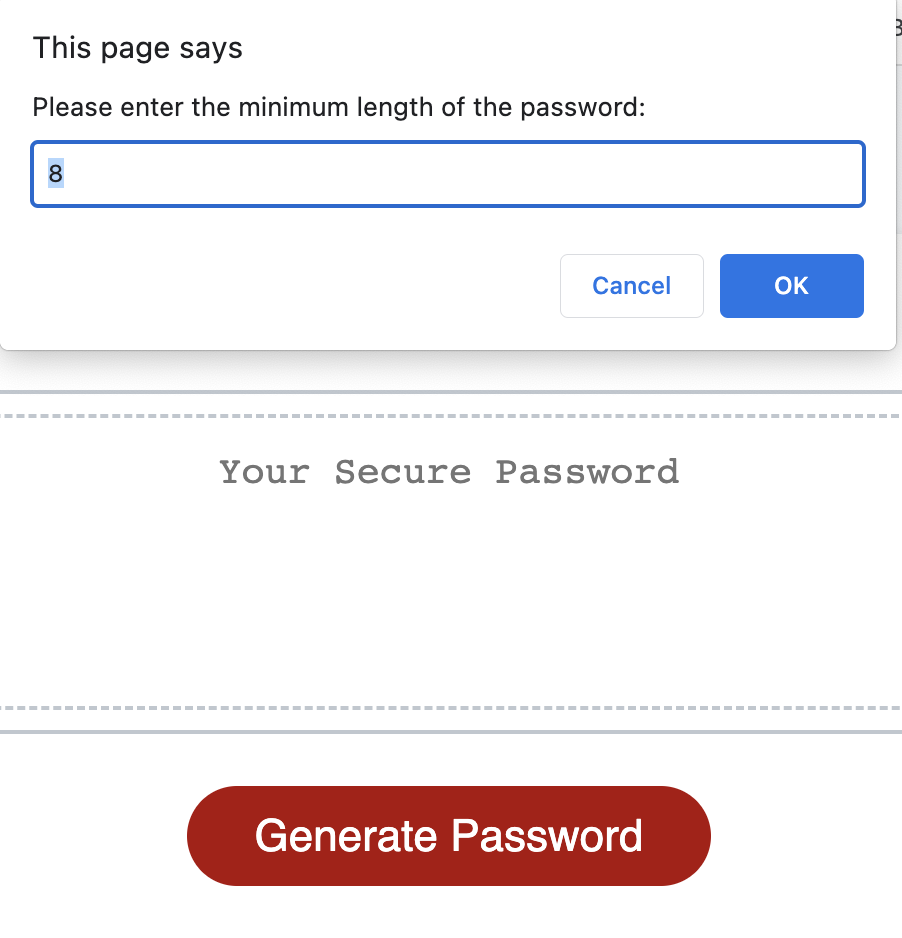 This page says
Please enter the minimum length of the password:
8
Cancel
OK
Your Secure Password
Generate Password